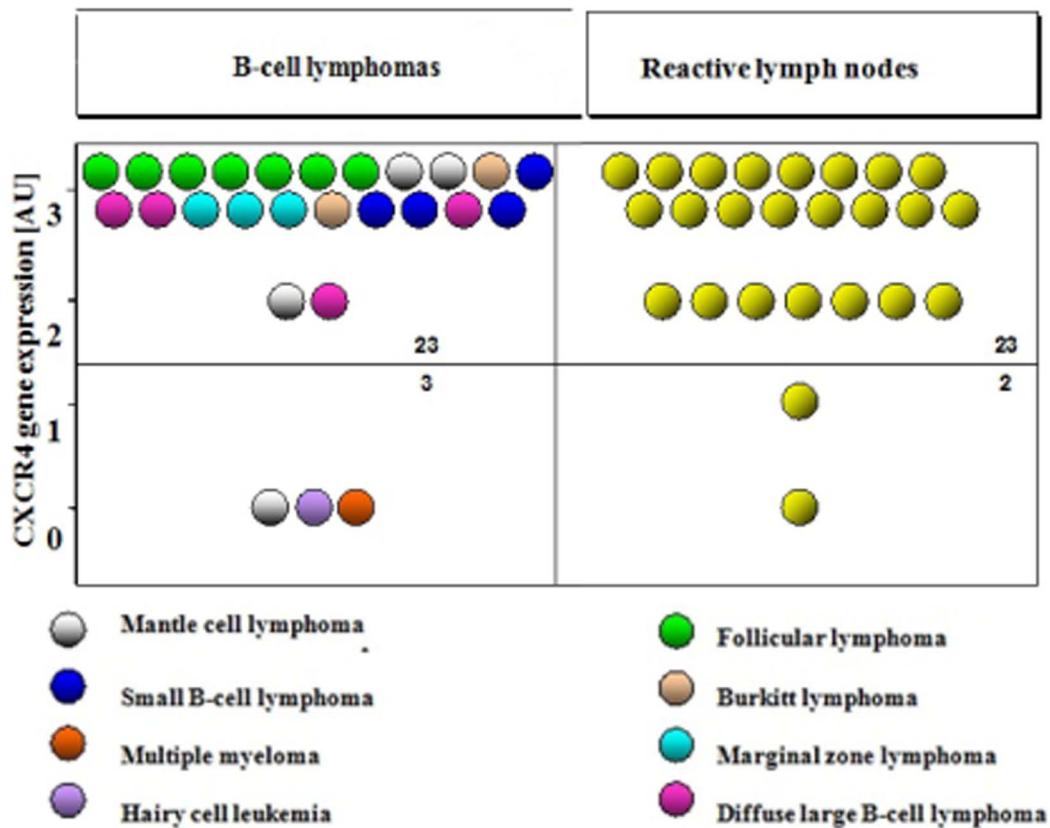 B-cell lymphomas
Reactive lymph nodes
CXCR4 gene expression [AU]
3
2
23
23
3
2
1
0
Mantle cell lymphoma
Follicular lymphoma
Small B-cell lymphoma
Burkitt lymphoma
Multiple myeloma
Marginal zone lymphoma
Hairy cell leukemia
Diffuse large B-cell lymphoma